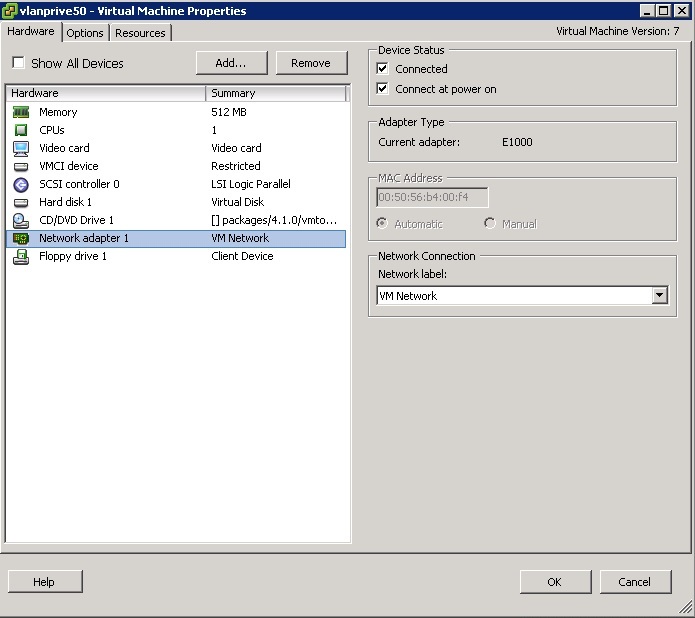 vlanprive50 - Virtual Machine Properties
Hardware Options Resources
Virtual Machine Version: 7
Show All Devices
Add...
Remove
Hardware Summary
Memory 512 MB
CPUs 1
Video card Video card
VMCI device Restricted
SCSI controller 0 LSI Logic Parallel
Hard disk 1 Virtual Disk
CD/DVD Drive 1 [] packages/4.1.0/vmto...
Network adapter 1 VM Network
Floppy drive 1 Client Device
Device Status
Connected
Connect at power on
Adapter Type
Current adapter: E1000
MAC Address
00:50:56:b4:00:f4
Automatic Manual
Network Connection
Network label:
VM Network
Help
OK
Cancel